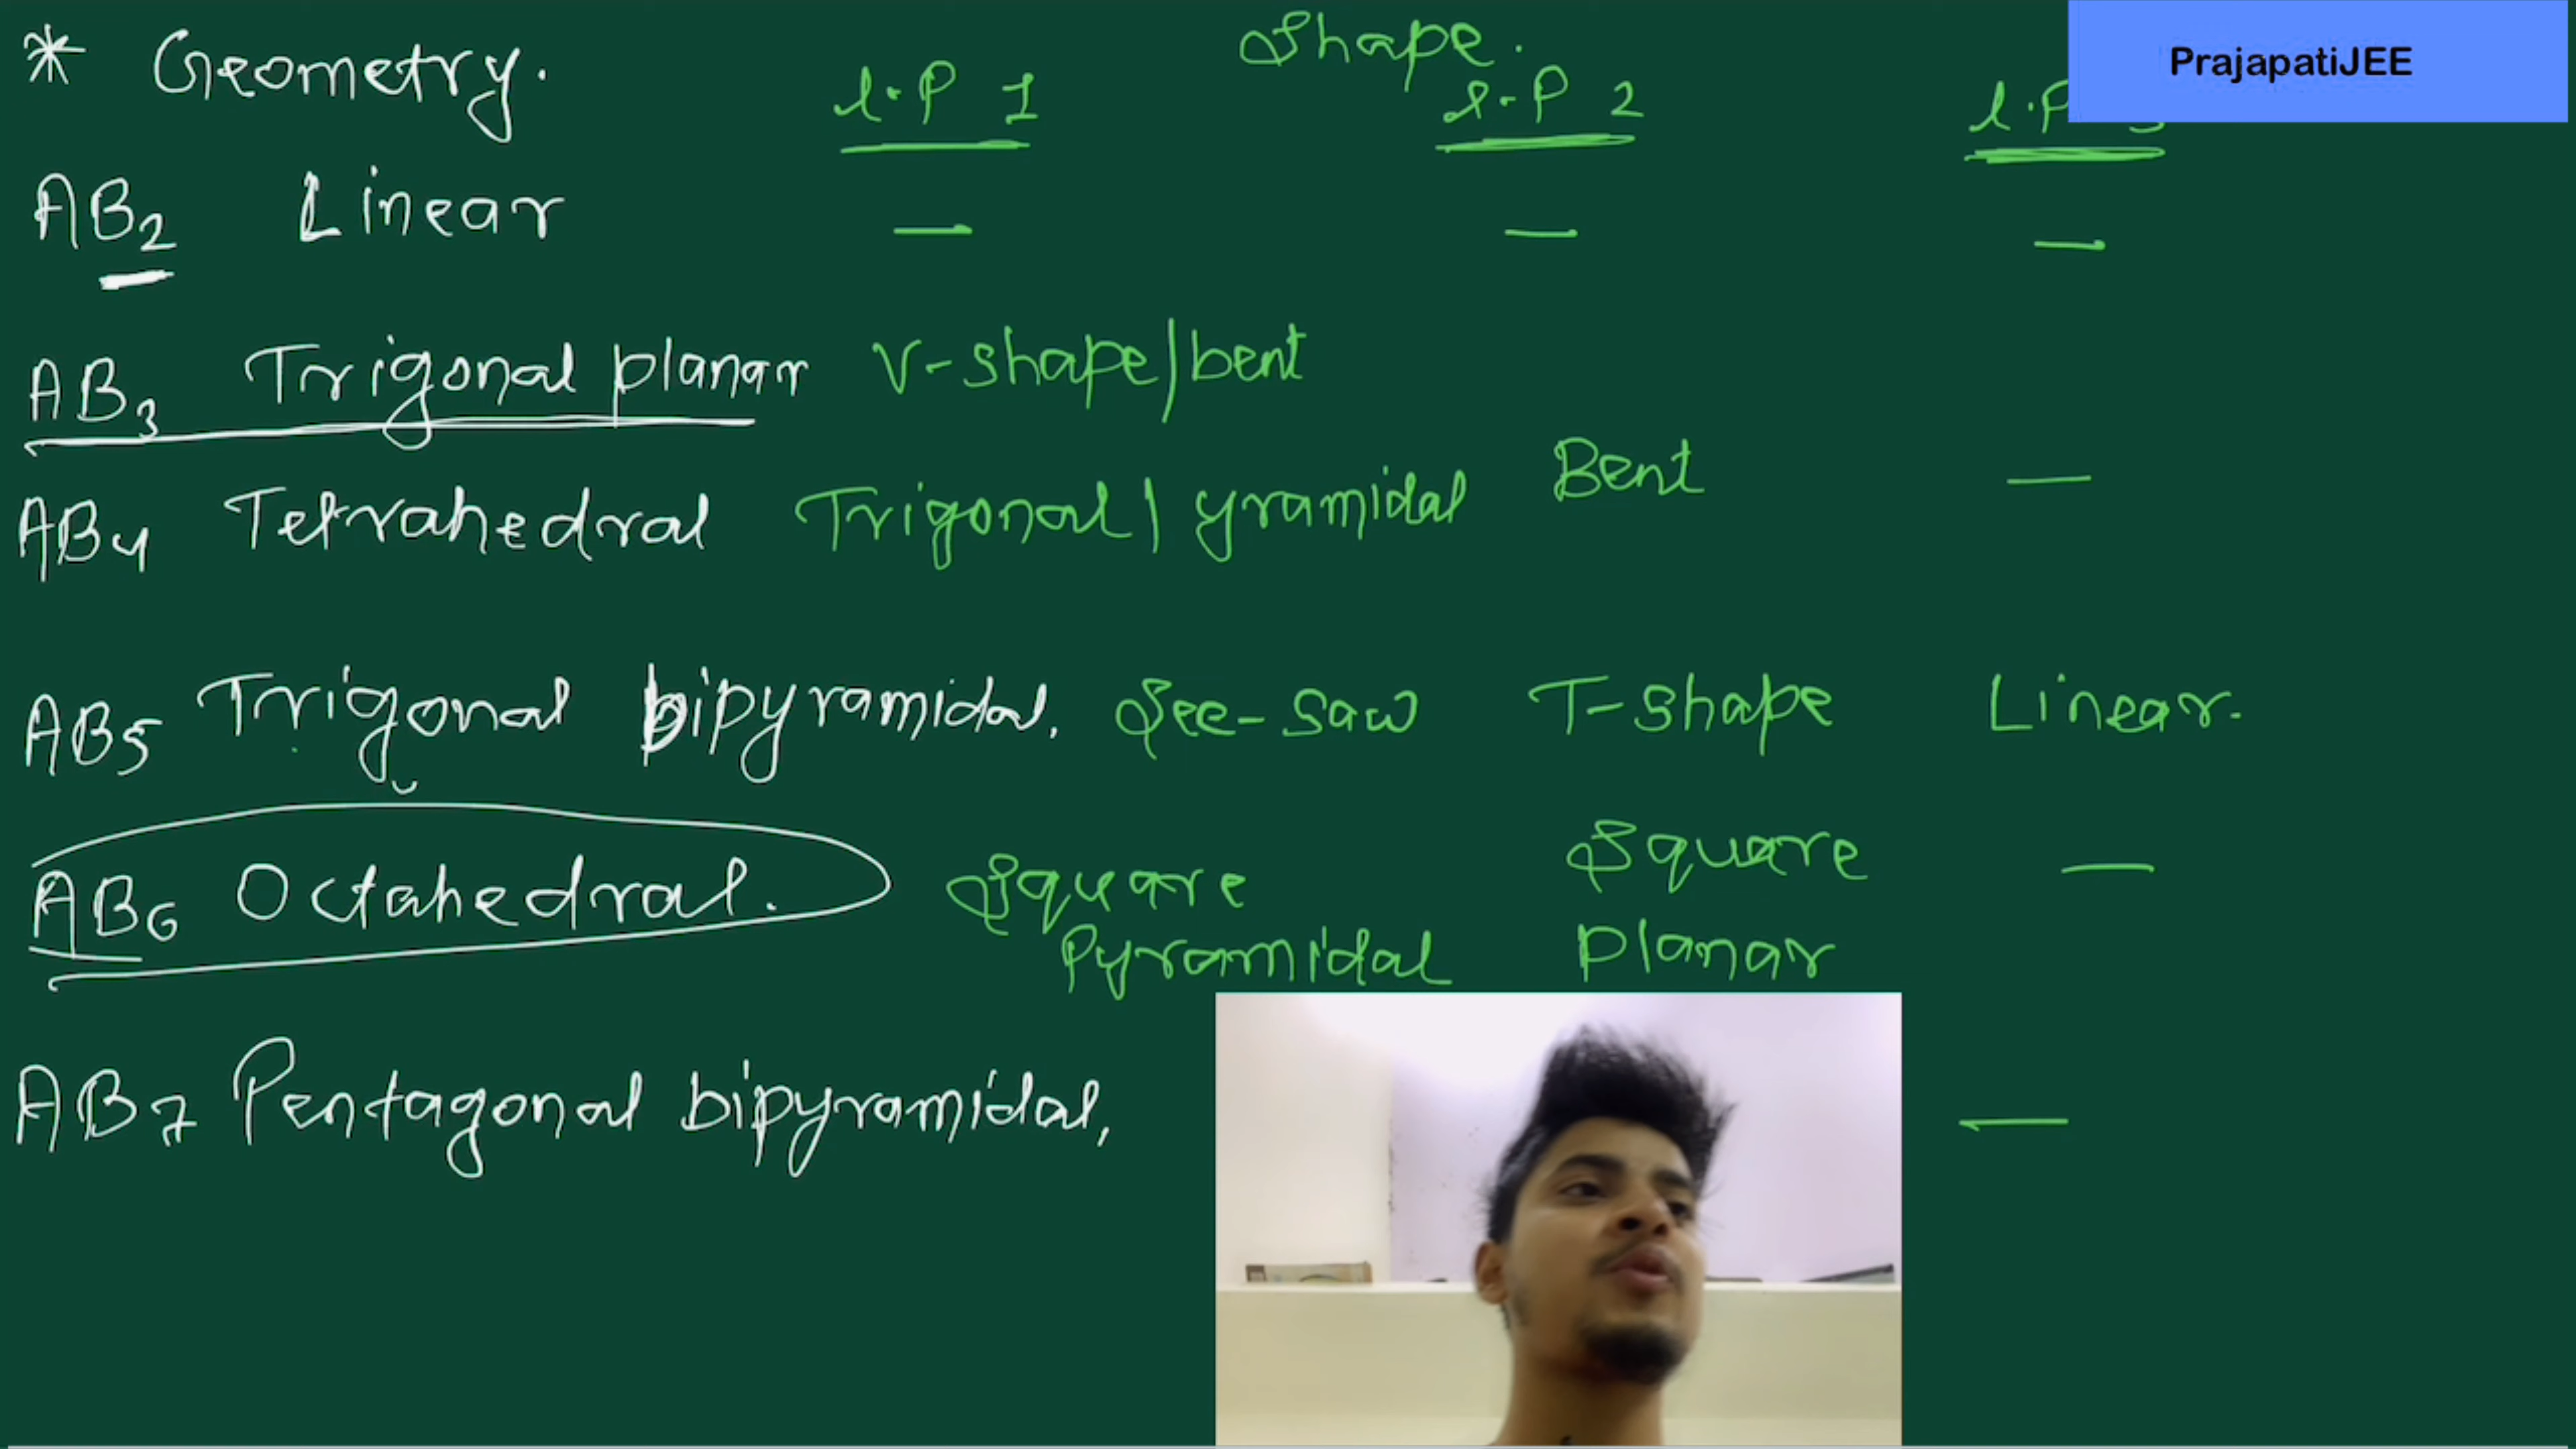 * Geometry. Shape. PrajapatiJEE
l.P 1 l.P 2 l.P
AB2 Linear — — —
AB3 Trigonal planar V-shape/bent
AB4 Tetrahedral Trigonal | yramidal Bent —
AB5 Trigonal bipyramidal. See-saw T-shape Linear.
AB6 Octahedral. Square Pyramidal Square planar —
AB7 Pentagonal bipyramidal, —